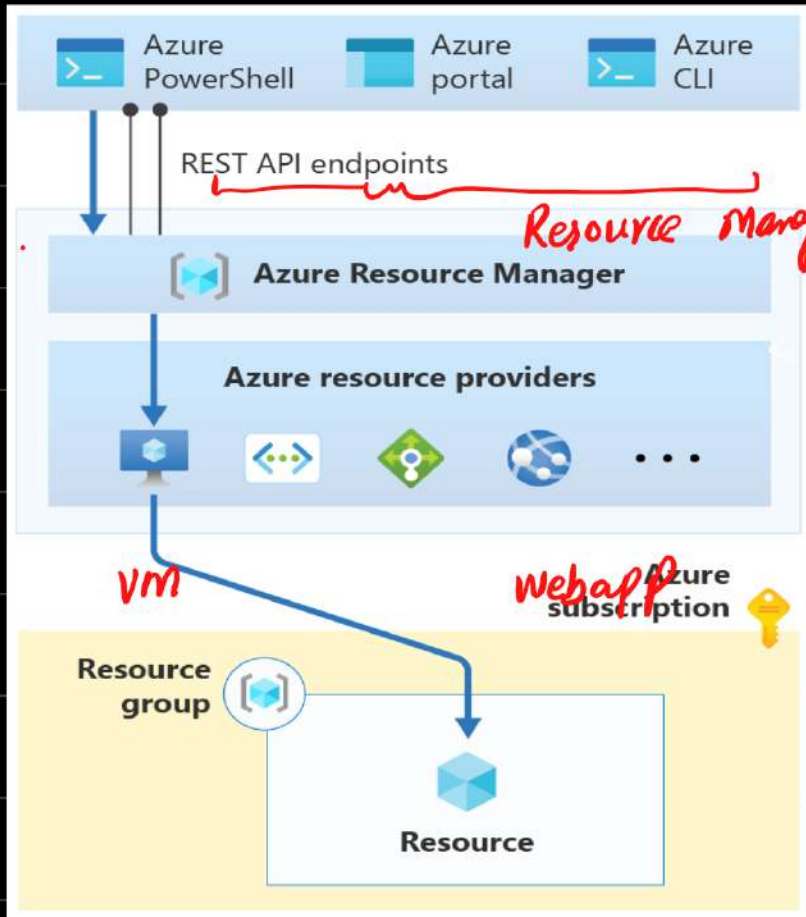 Azure PowerShell
Azure portal
Azure CLI
REST API endpoints
Resource
Azure Resource Manager
Azure resource providers
VM
Webapp
Azure subscription
Resource group
Resource